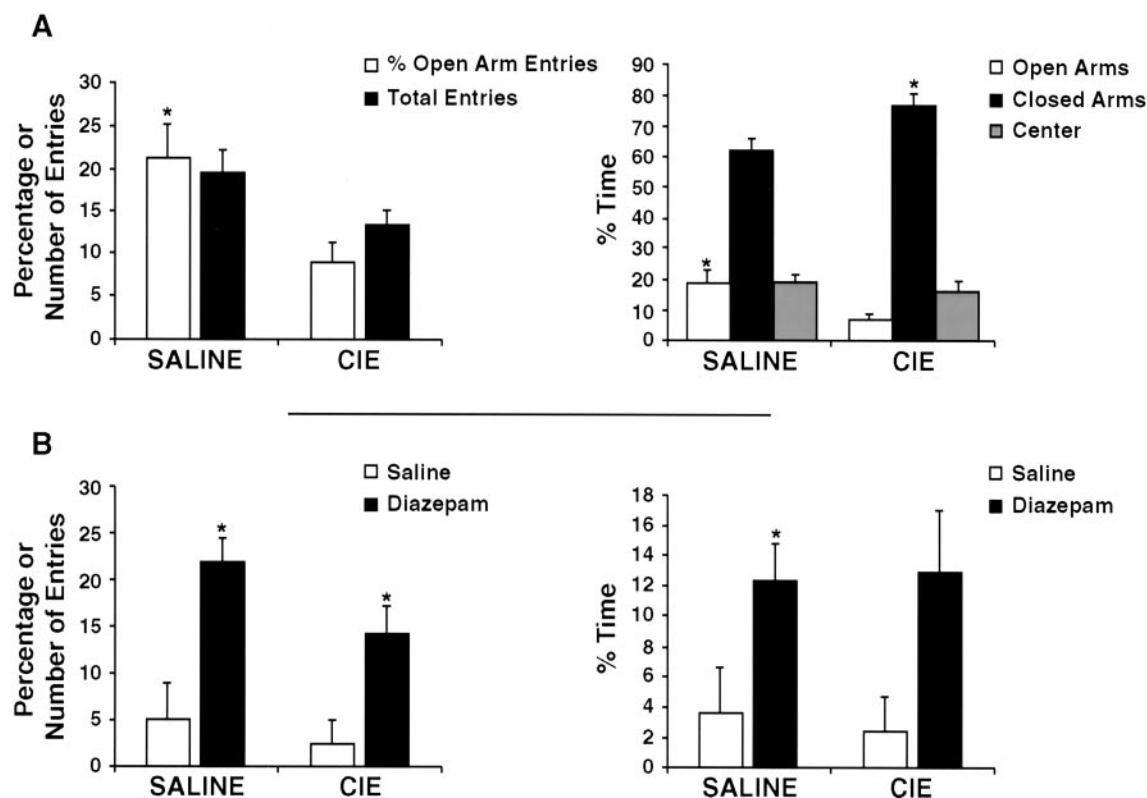 A
% Open Arm Entries
Total Entries
Percentage or
Number of Entries
30
25
20
15
10
5
0
*
SALINE
CIE
Open Arms
Closed Arms
Center
% Time
90
80
70
60
50
40
30
20
10
0
*
*
SALINE
CIE
B
Saline
Diazepam
Percentage or
Number of Entries
30
25
20
15
10
5
0
*
*
SALINE
CIE
Saline
Diazepam
% Time
18
16
14
12
10
8
6
4
2
0
*
SALINE
CIE